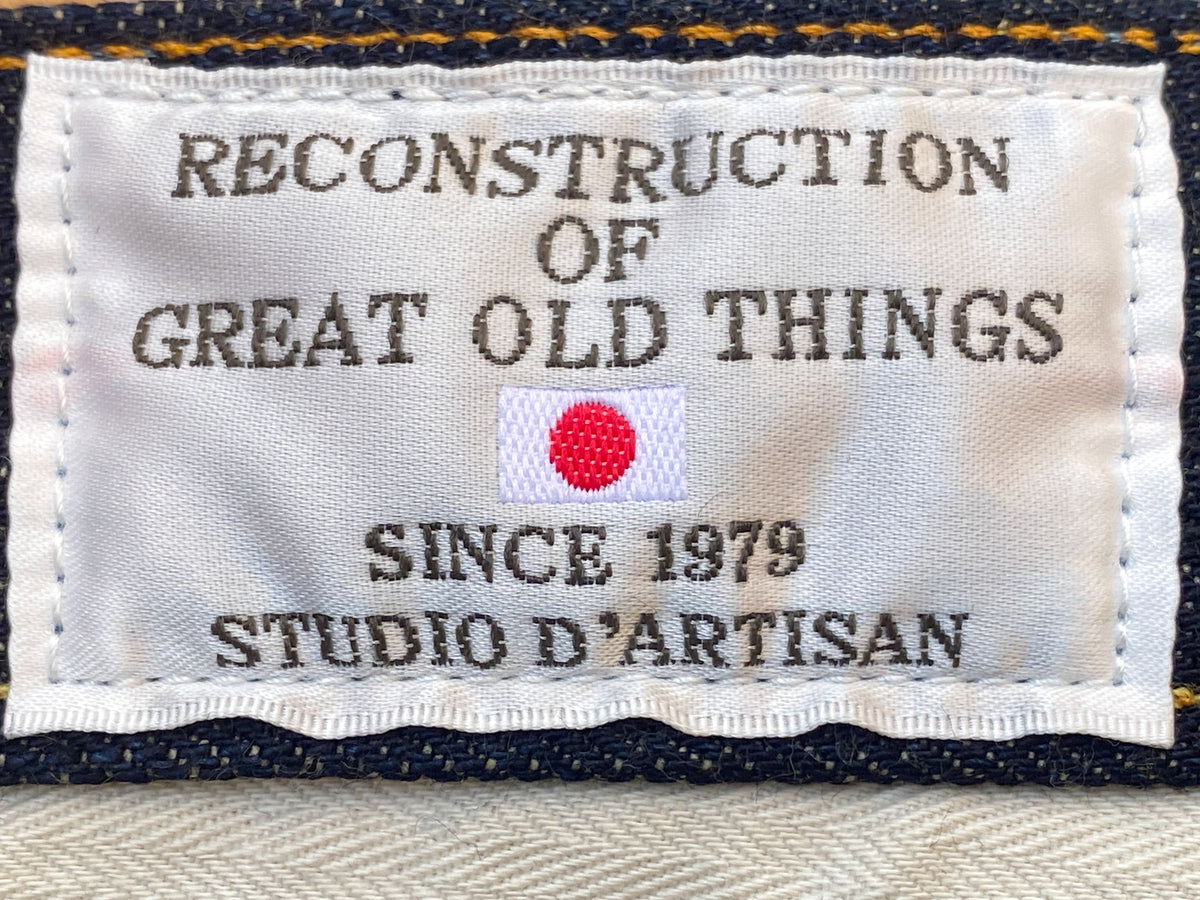 RECONSTRUCTION
OF
GREAT OLD THINGS
SINCE 1979
STUDIO D'ARTISAN